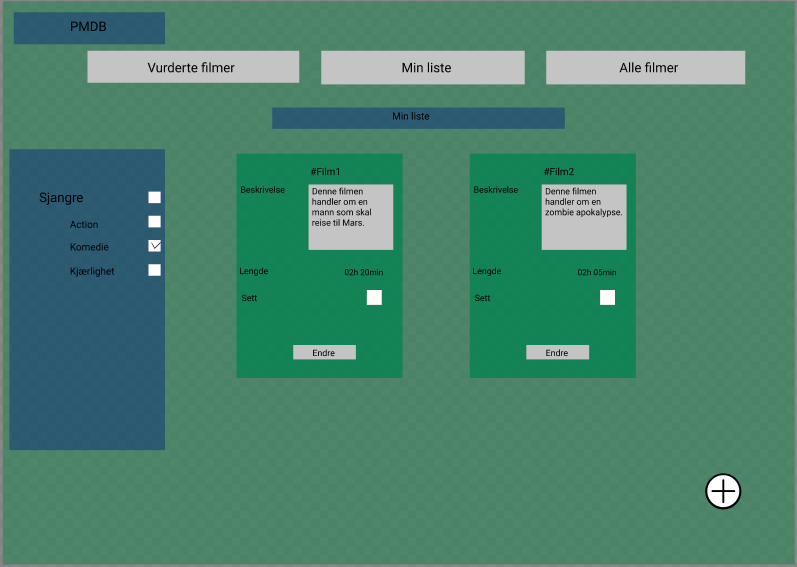 PMDB
Vurderte filmer
Min liste
Alle filmer
Min liste
Sjangre
Action
Komedie
Kjærlighet
#Film1
Beskrivelse
Denne filmen
handler om en
mann som skal
reise til Mars.
Lengde
02h 20min
Sett
Endre
#Film2
Beskrivelse
Denne filmen
handler om en
zombie apokalypse.
Lengde
02h 05min
Sett
Endre